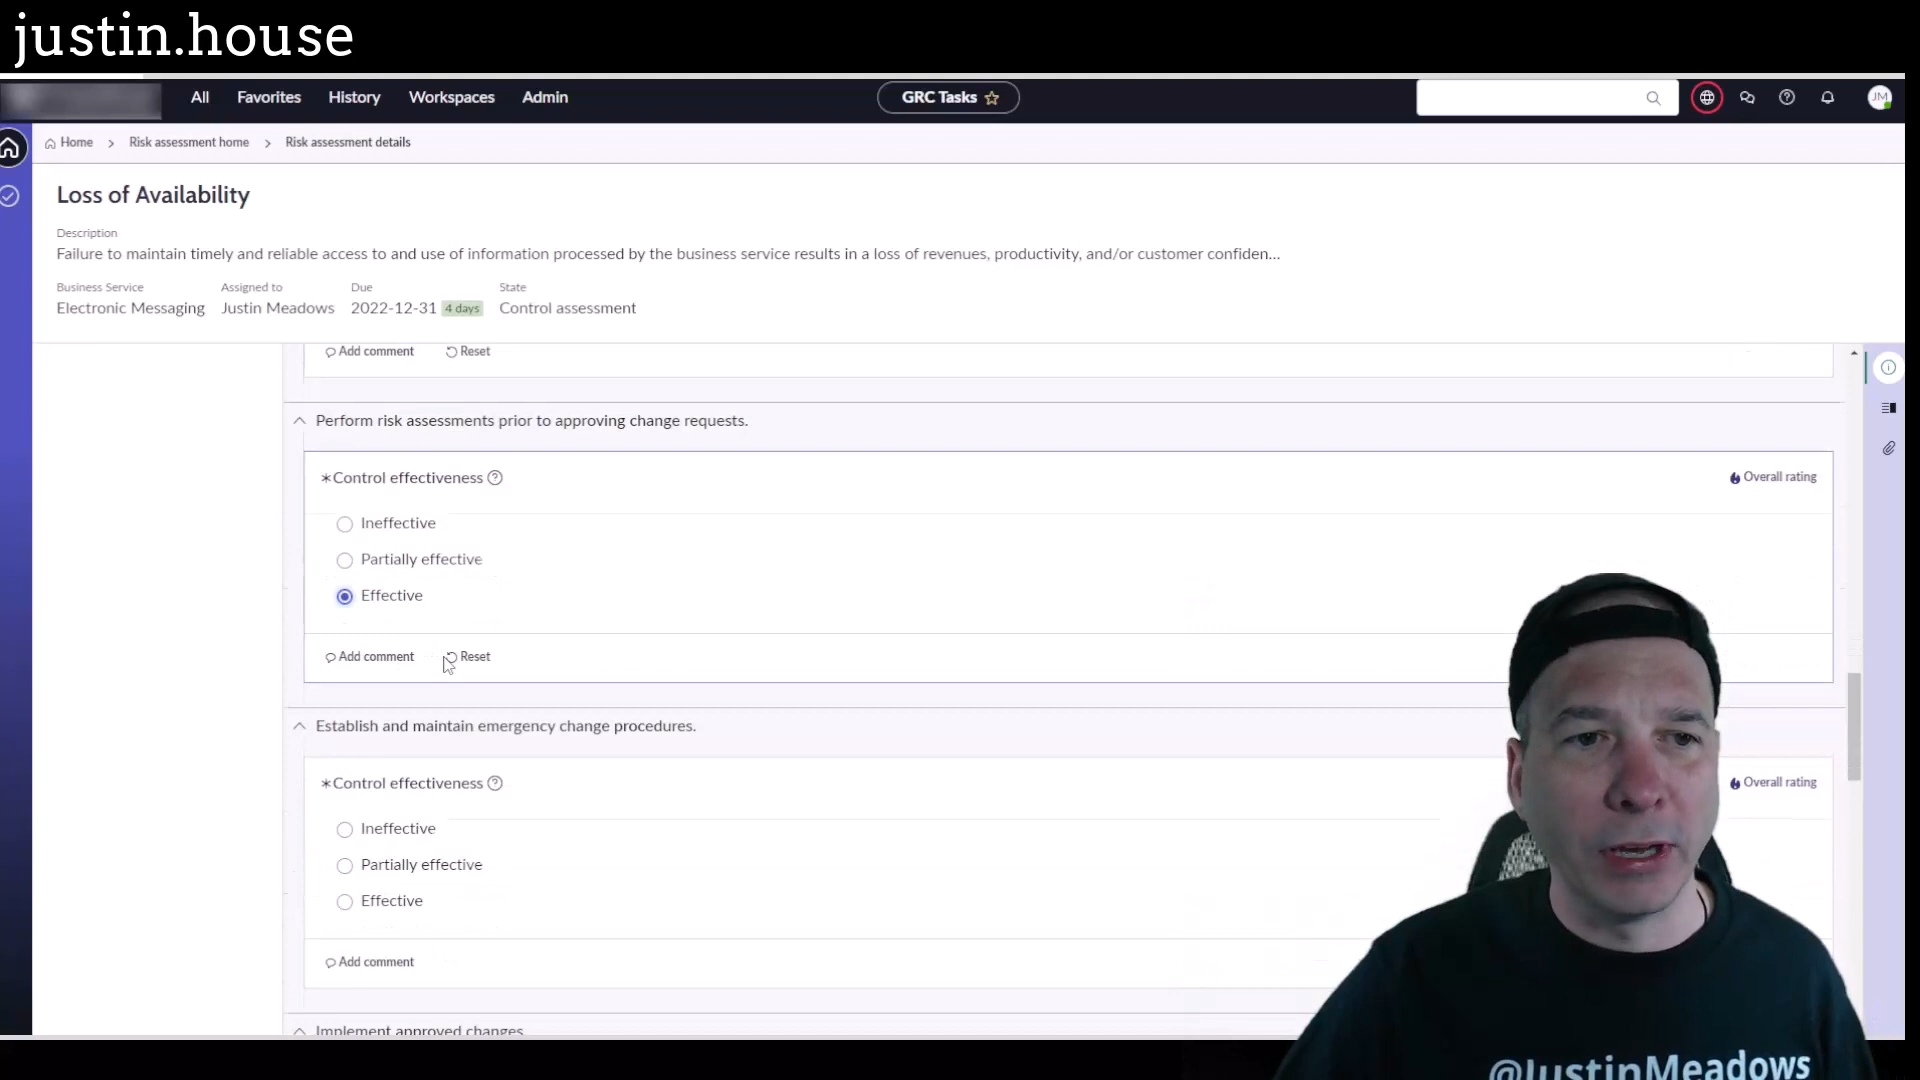 justin.house
All Favorites History Workspaces Admin GRC Tasks JM
Home Risk assessment home Risk assessment details
Loss of Availability
Description
Failure to maintain timely and reliable access to and use of information processed by the business service results in a loss of revenues, productivity, and/or customer confiden...
Business Service Assigned to Due State
Electronic Messaging Justin Meadows 2022-12-31 4 days Control assessment
Add comment Reset
Perform risk assessments prior to approving change requests.
*Control effectiveness Overall rating
Ineffective
Partially effective
Effective
Add comment Reset
Establish and maintain emergency change procedures.
*Control effectiveness Overall rating
Ineffective
Partially effective
Effective
Add comment
Implement approved changes
@JustinMeadows